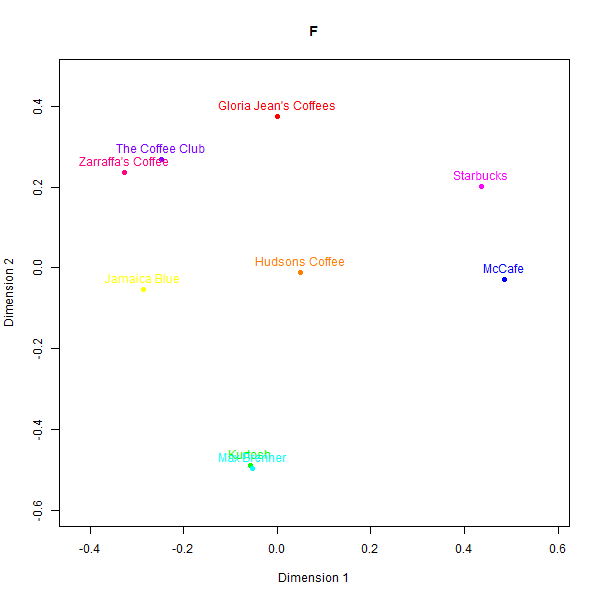 F
Gloria Jean's Coffees
The Coffee Club
Zarraffa's Coffee
Starbucks
Hudsons Coffee
McCafe
Jamaica Blue
Kurtosh
Max Brenner
Dimension 2
0.4
0.2
0.0
-0.2
-0.4
-0.6
-0.4
-0.2
0.0
0.2
0.4
0.6
Dimension 1